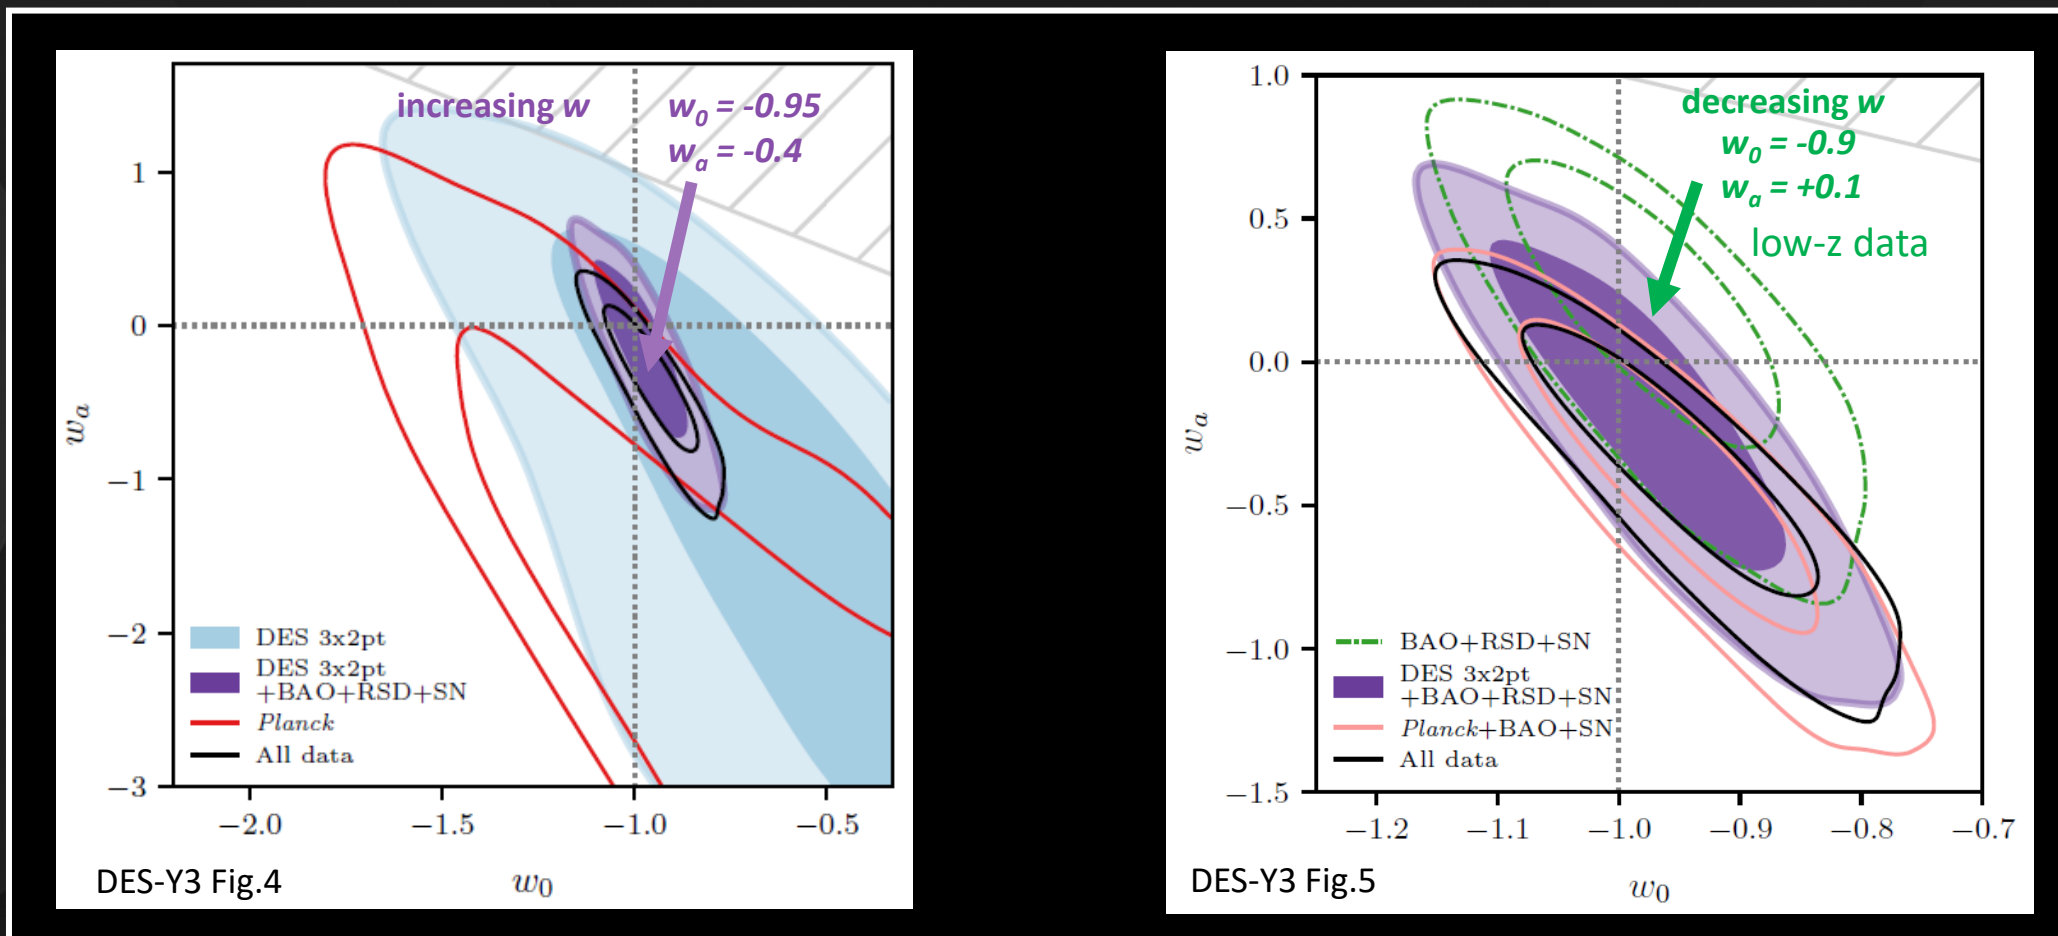 increasing w
w0 = -0.95
wa = -0.4
1
0
−1
−2
−3
wa
DES 3x2pt
DES 3x2pt
+BAO+RSD+SN
Planck
All data
−2.0 −1.5 −1.0 −0.5
DES-Y3 Fig.4
w0
decreasing w
w0 = -0.9
wa = +0.1
low-z data
1.0
0.5
0.0
−0.5
−1.0
−1.5
wa
BAO+RSD+SN
DES 3x2pt
+BAO+RSD+SN
Planck+BAO+SN
All data
−1.2 −1.1 −1.0 −0.9 −0.8 −0.7
DES-Y3 Fig.5
w0